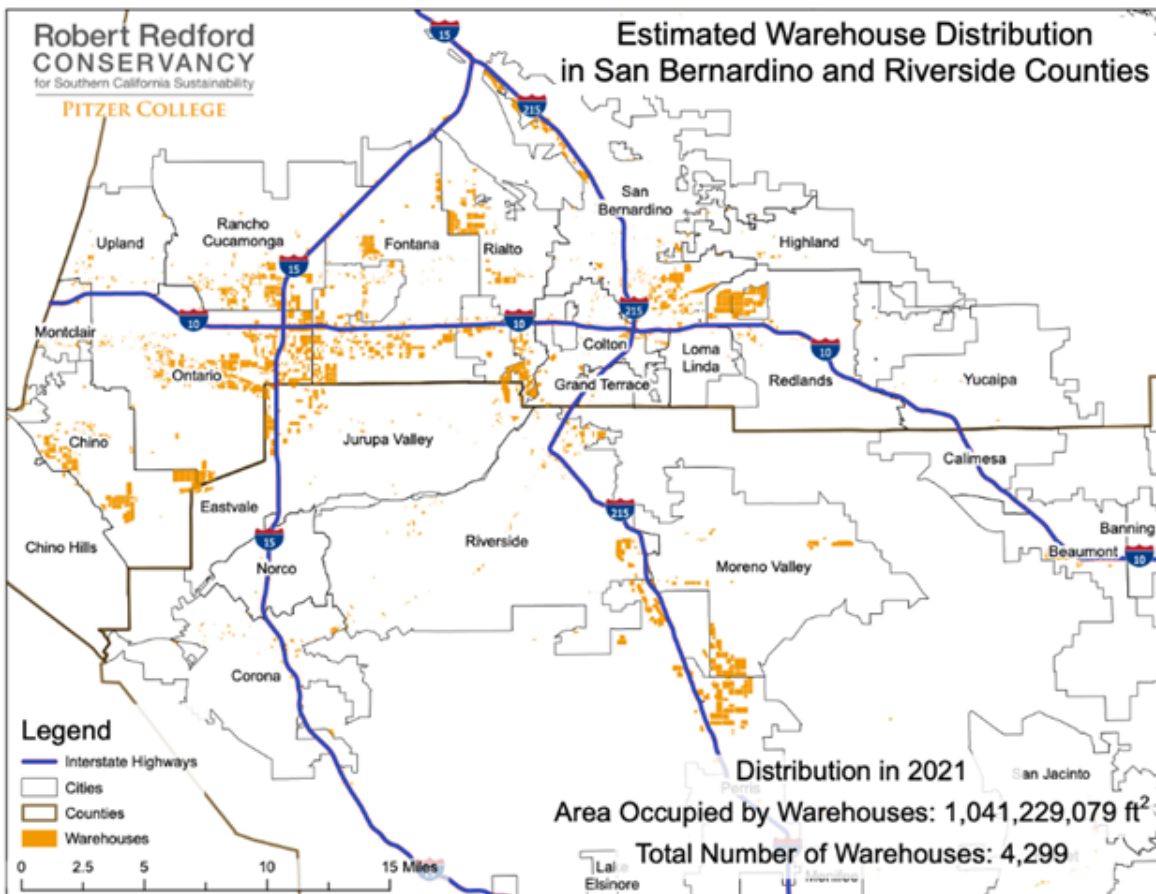 Robert Redford
CONSERVANCY
for Southern California Sustainability
PITZER COLLEGE
Estimated Warehouse Distribution
in San Bernardino and Riverside Counties
15
215
San
Bernardino
Upland
Rancho
Cucamonga
Fontana
Rialto
Highland
15
10
10
215
Montclair
Colton
Loma
Linda
10
Ontario
Grand Terrace
Redlands
Yucaipa
Chino
Jurupa Valley
Calimesa
Eastvale
215
Banning
Chino Hills
15
Riverside
Beaumont
10
Norco
Moreno Valley
Corona
Legend
Interstate Highways
Cities
Counties
Warehouses
0 2.5 5 10 15 Miles
Distribution in 2021
San Jacinto
Perris
Area Occupied by Warehouses: 1,041,229,079 ft²
Total Number of Warehouses: 4,299
Lake
Elsinore
Menifee